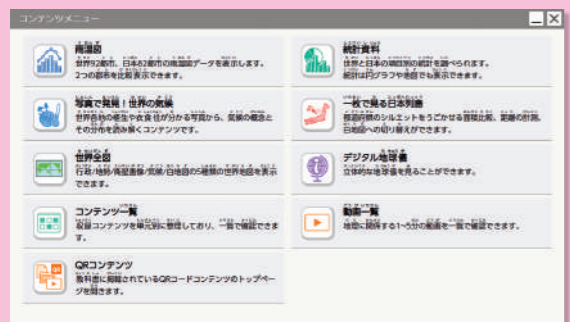 コンテンツメニュー
雨温図
世界92都市、日本82都市の雨温図データを表示します。
2つの都市を比較表示できます。
統計資料
世界と日本の項目別の統計を調べられます。
統計は円グラフや地図でも表示できます。
写真で発見!世界の気候
世界各地の植生や衣食住が分かる写真から、気候の概念と
その分布を読み解くコンテンツです。
一枚で見る日本列島
都道府県のシルエットをうごかせる面積比較、距離の計測、
白地図への切り替えができます。
世界全図
行政/地勢/衛星画像/気候/白地図の5種類の世界地図を表示
できます。
デジタル地球儀
立体的な地球儀を見ることができます。
コンテンツ一覧
収録コンテンツを単元別に整理しており、一覧で確認できま
す。
動画一覧
地理に関係する1~5分の動画を一覧で確認できます。
QRコンテンツ
教科書に掲載されているQRコードコンテンツのトップペー
ジを開きます。